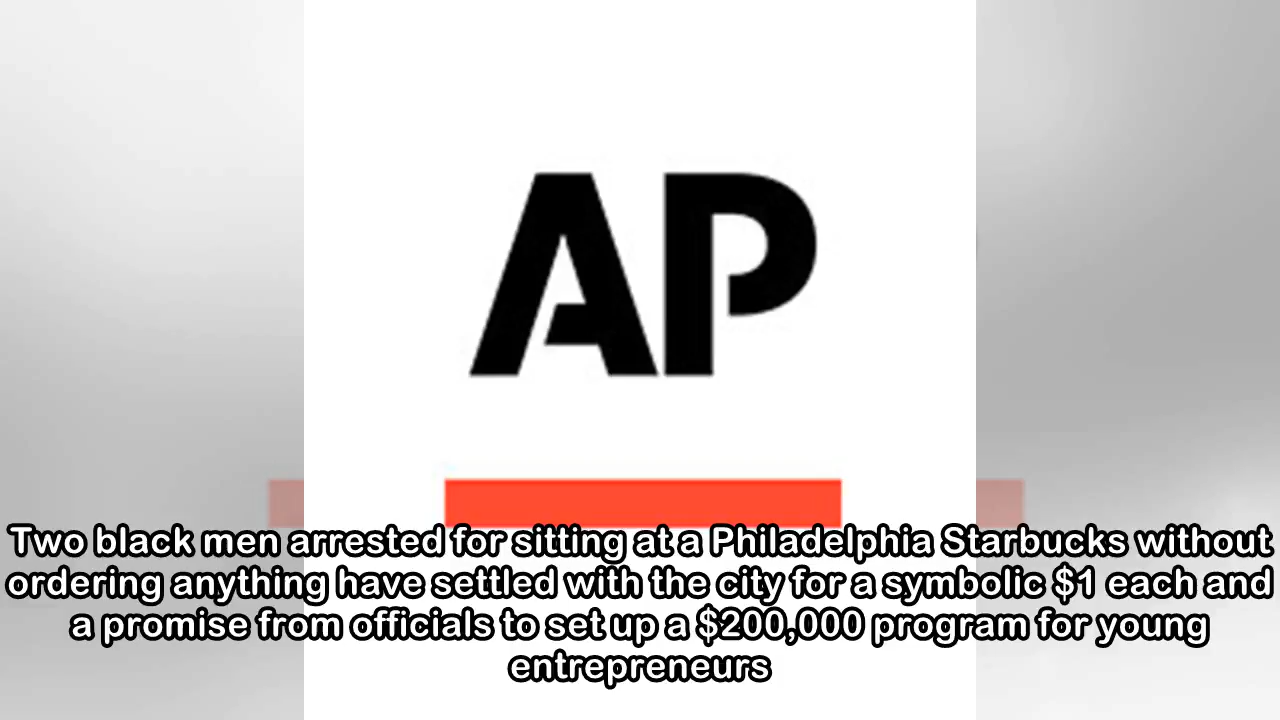 AP
Two black men arrested for sitting at a Philadelphia Starbucks without
ordering anything have settled with the city for a symbolic $1 each and
a promise from officials to set up a $200,000 program for young
entrepreneurs